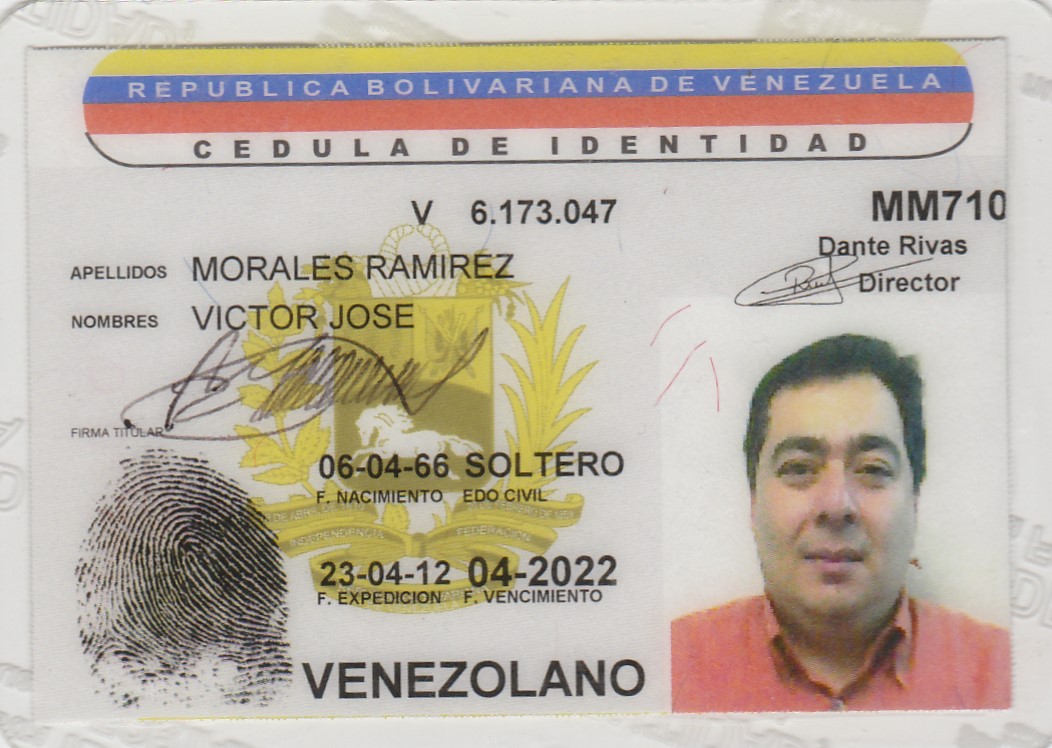 REPUBLICA BOLIVARIANA DE VENEZUELA
CEDULA DE IDENTIDAD
V 6.173.047
MM710
Dante Rivas
Director
APELLIDOS MORALES RAMIREZ
NOMBRES VICTOR JOSE
FIRMA TITULAR
06-04-66 SOLTERO
F. NACIMIENTO EDO CIVIL
INDEPENDENCIA FEDERACION
23-04-12 04-2022
F. EXPEDICION F. VENCIMIENTO
VENEZOLANO